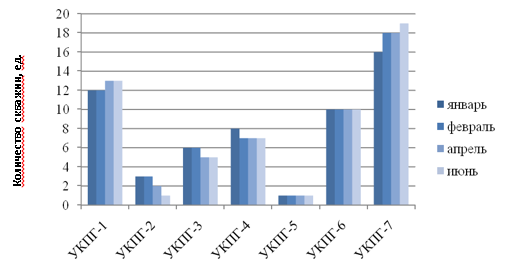 Количество скважин, ед.
20
18
16
14
12
10
8
6
4
2
0
УКПГ-1
УКПГ-2
УКПГ-3
УКПГ-4
УКПГ-5
УКПГ-6
УКПГ-7
январь
февраль
апрель
июнь